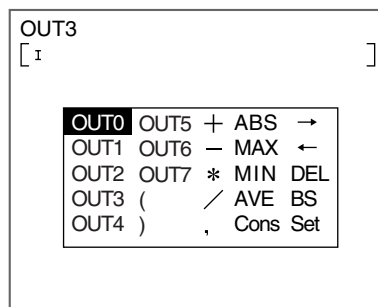 OUT3
[I ]
OUT0 OUT5 + ABS →
OUT1 OUT6 − MAX ←
OUT2 OUT7 * MIN DEL
OUT3 ( / AVE BS
OUT4 ) , Cons Set